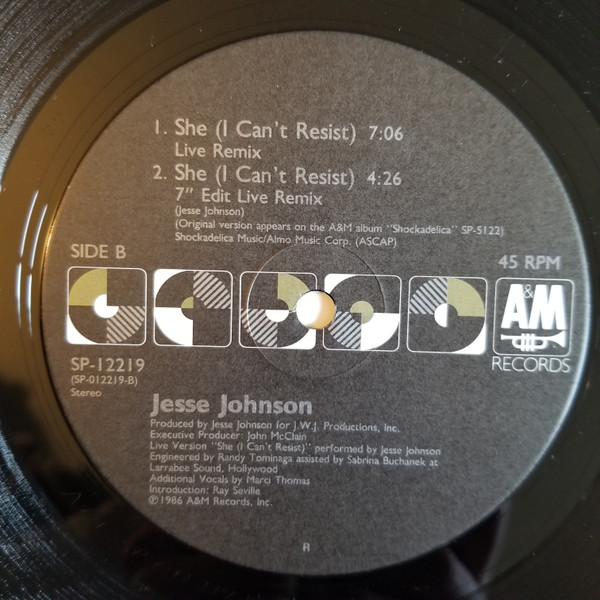 1. She (I Can't Resist) 7:06
Live Remix
2. She (I Can't Resist) 4:26
7" Edit Live Remix
(Jesse Johnson)
(Original version appears on the A&M album "Shockadelica" SP-5122)
Shockadelica Music/Almo Music Corp. (ASCAP)
SIDE B
45 RPM
A&M
RECORDS
SP-12219
(SP-012219-B)
Stereo
Jesse Johnson
Produced by Jesse Johnson for J.W.J. Productions, Inc.
Executive Producer: John McClain
Live Version "She (I Can't Resist)" performed by Jesse Johnson
Engineered by Randy Tominaga assisted by Sabrina Buchanek at
Larrabee Sound, Hollywood
Additional Vocals by Marci Thomas
Introduction: Ray Seville
℗1986 A&M Records, Inc.
R